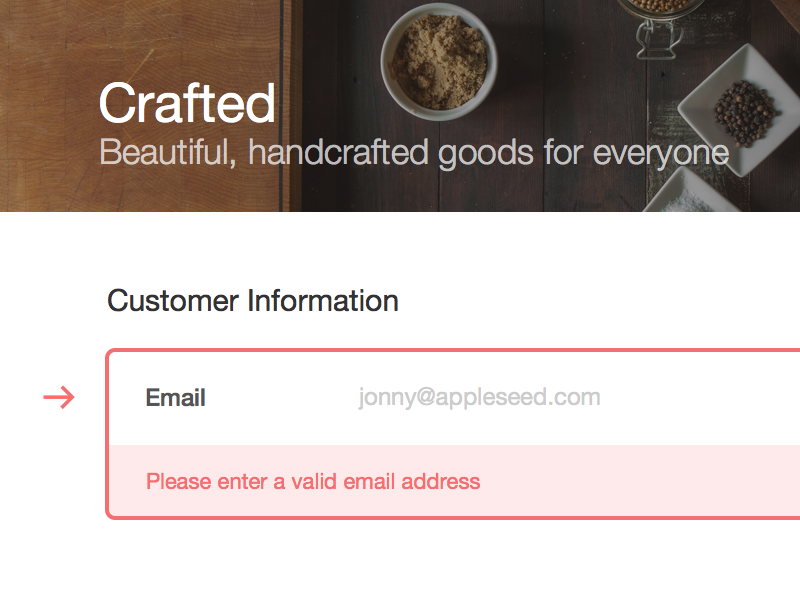 Crafted
Beautiful, handcrafted goods for everyone
Customer Information
Email jonny@appleseed.com
Please enter a valid email address